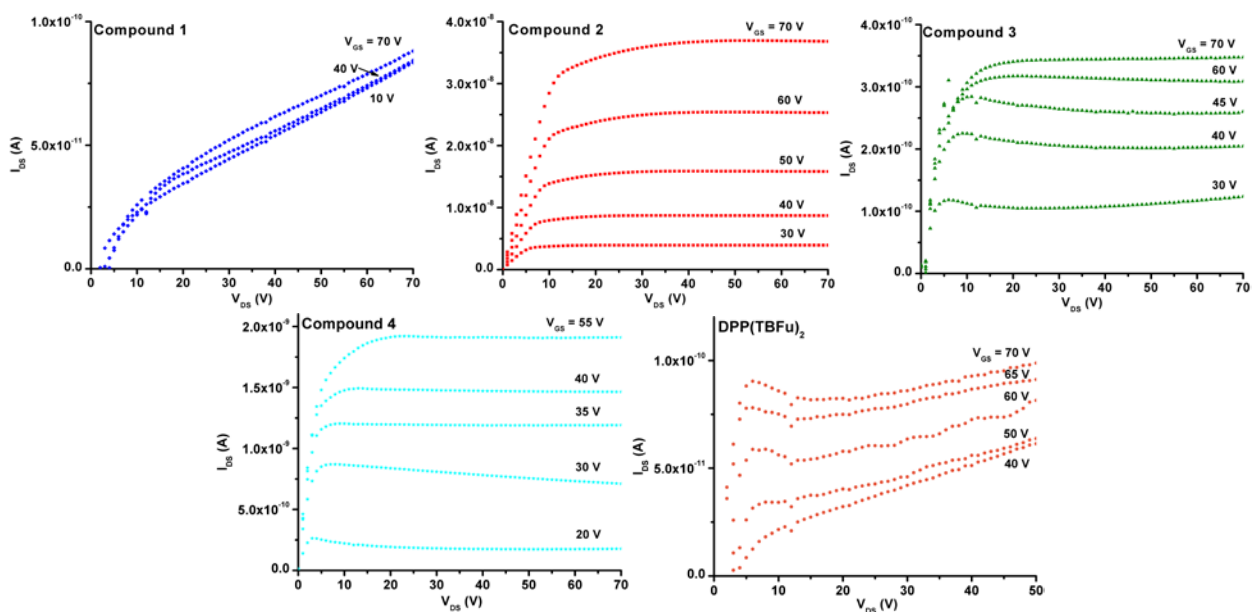 Compound 1
1.0x10⁻¹⁰
V_GS = 70 V
40 V
10 V
5.0x10⁻¹¹
I_DS (A)
0.0
0 10 20 30 40 50 60 70
V_DS (V)
Compound 2
4.0x10⁻⁸
V_GS = 70 V
3.0x10⁻⁸
60 V
I_DS (A)
2.0x10⁻⁸
50 V
1.0x10⁻⁸
40 V
30 V
0.0
0 10 20 30 40 50 60 70
V_DS (V)
Compound 3
4.0x10⁻¹⁰
V_GS = 70 V
60 V
3.0x10⁻¹⁰
45 V
I_DS (A)
2.0x10⁻¹⁰
40 V
30 V
1.0x10⁻¹⁰
0.0
0 10 20 30 40 50 60 70
V_DS (V)
Compound 4
2.0x10⁻⁹
V_GS = 55 V
40 V
1.5x10⁻⁹
35 V
I_DS (A)
1.0x10⁻⁹
30 V
5.0x10⁻¹⁰
20 V
0.0
0 10 20 30 40 50 60 70
V_DS (V)
DPP(TBFu)₂
V_GS = 70 V
1.0x10⁻¹⁰
65 V
60 V
I_DS (A)
50 V
5.0x10⁻¹¹
40 V
0.0
0 10 20 30 40 50
V_DS (V)